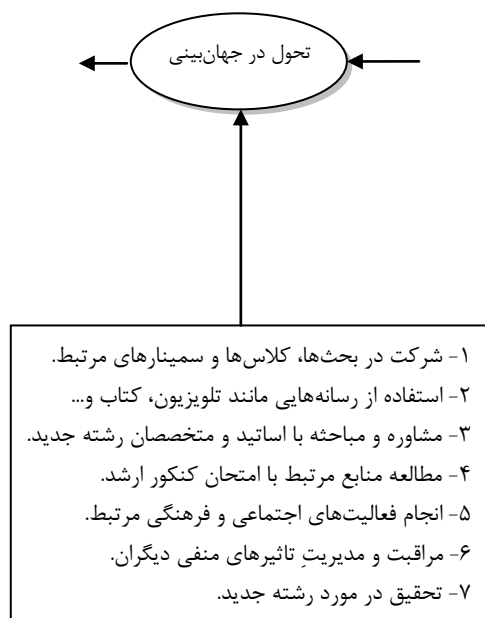 تحول در جهان‌بینی
۱- شرکت در بحث‌ها، کلاس‌ها و سمینارهای مرتبط.
۲- استفاده از رسانه‌هایی مانند تلویزیون، کتاب و...
۳- مشاوره و مباحثه با اساتید و متخصصان رشته جدید.
۴- مطالعه منابع مرتبط با امتحان کنکور ارشد.
۵- انجام فعالیت‌های اجتماعی و فرهنگی مرتبط.
۶- مراقبت و مدیریتِ تاثیرهای منفی دیگران.
۷- تحقیق در مورد رشته جدید.